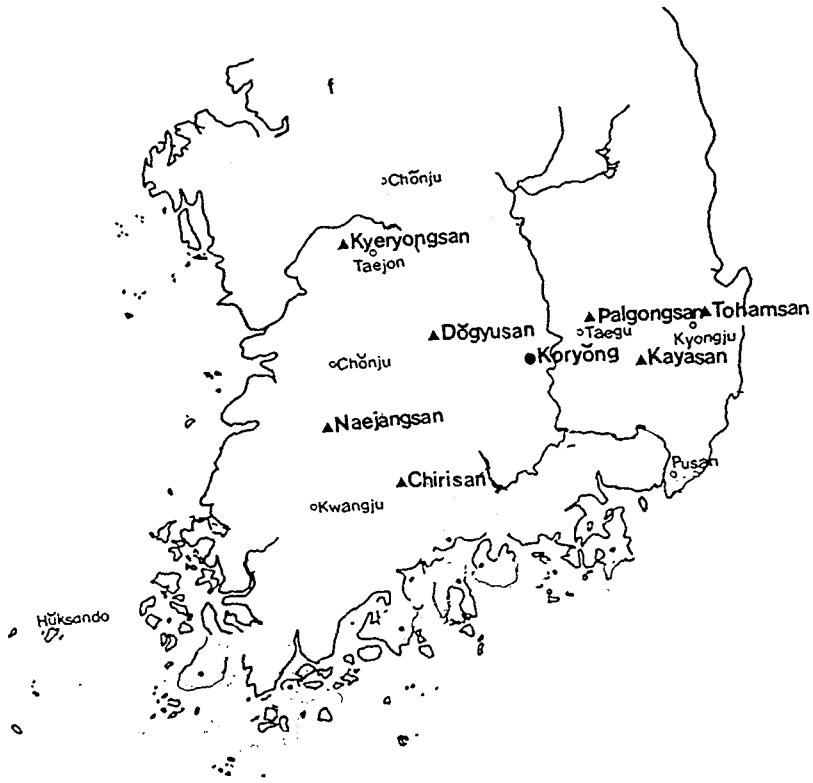 f
Chŏnju
Kyeryongsan
Taejon
Palgongsan
Tohamsan
Dŏgyusan
Taegu
Kyongju
Koryŏng
Kayasan
Chŏnju
Naejangsan
Pusan
Chirisan
Kwangju
Hŭksando